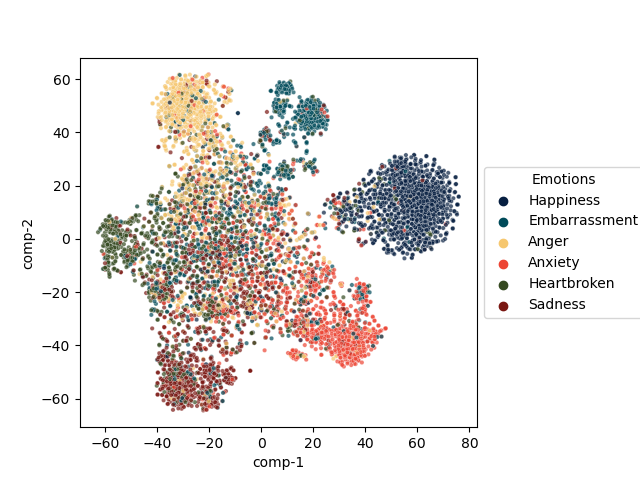 60
40
20
0
−20
−40
−60
comp-2
−60 −40 −20 0 20 40 60 80
comp-1
Emotions
Happiness
Embarrassment
Anger
Anxiety
Heartbroken
Sadness